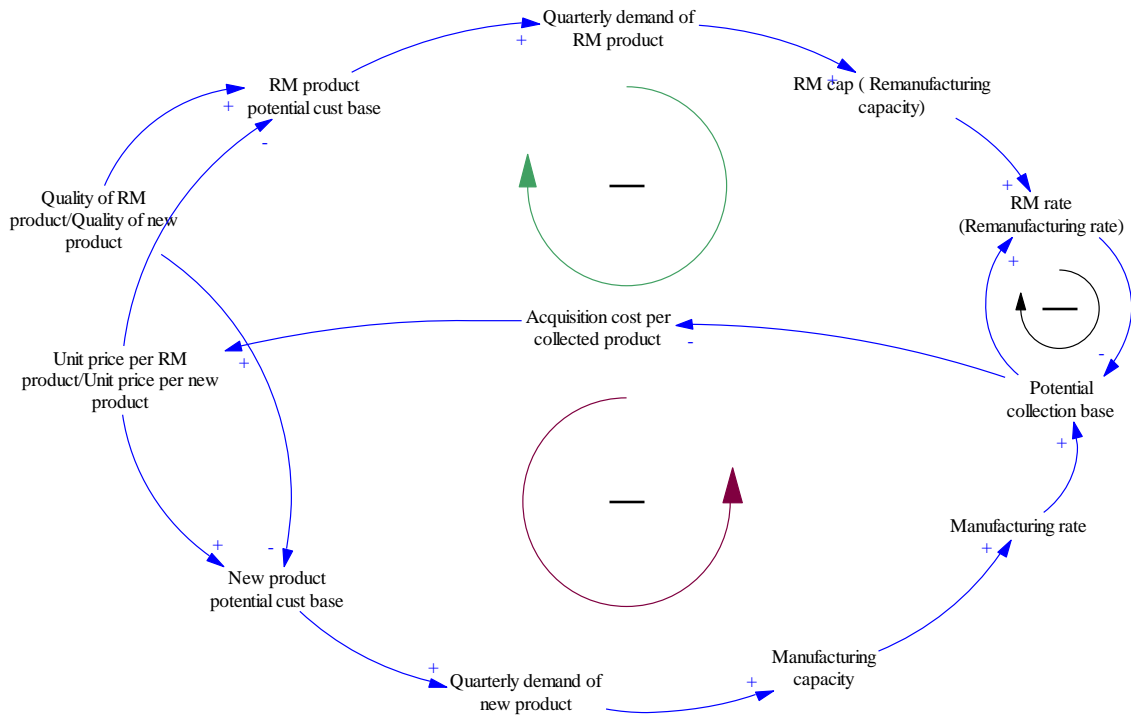 Quarterly demand of
RM product
+
+
RM product
potential cust base
+
-
RM cap ( Remanufacturing
capacity)
—
Quality of RM
product/Quality of new
product
+
RM rate
(Remanufacturing rate)
+
—
Acquisition cost per
collected product
-
-
Unit price per RM
product/Unit price per new
product
+
Potential
collection base
+
—
Manufacturing rate
+
+
-
New product
potential cust base
+
Quarterly demand of
new product
+
Manufacturing
capacity